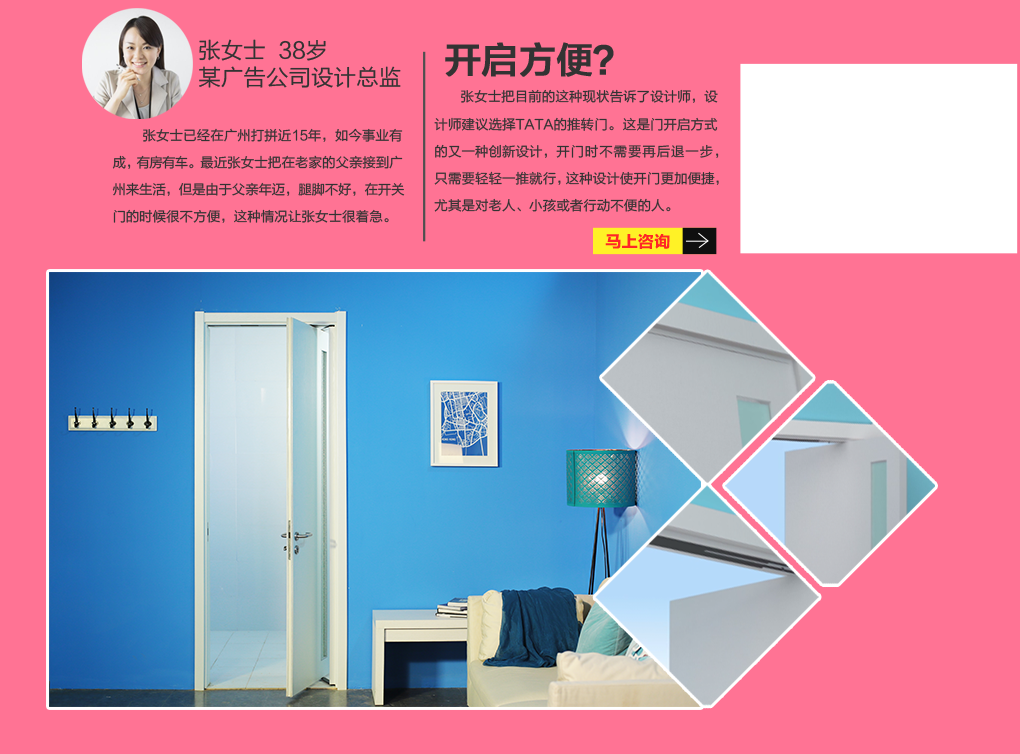 张女士 38岁
某广告公司设计总监
张女士已经在广州打拼近15年，如今事业有
成，有房有车。最近张女士把在老家的父亲接到广
州来生活，但是由于父亲年迈，腿脚不好，在开关
门的时候很不方便，这种情况让张女士很着急。
开启方便?
张女士把目前的这种现状告诉了设计师，设
计师建议选择TATA的推转门。这是门开启方式
的又一种创新设计，开门时不需要再后退一步，
只需要轻轻一推就行，这种设计使开门更加便捷，
尤其是对老人、小孩或者行动不便的人。
马上咨询